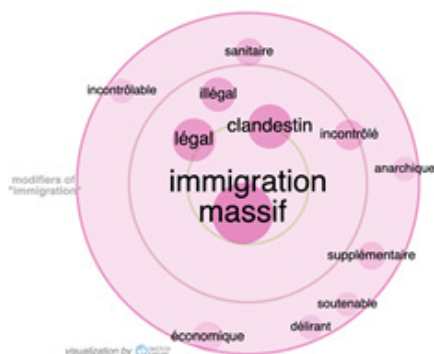 sanitaire
incontrôlable
illégal
clandestin
légal
incontrôlé
anarchique
modifiers of
"immigration"
immigration
massif
supplémentaire
soutenable
délirant
économique
visualization by